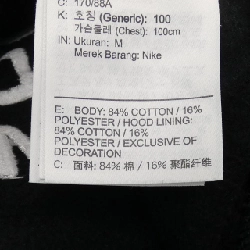 C: 170/88A
K: 호칭 (Generic): 100
가슴둘레 (Chest): 100cm
IN: Ukuran: M
Merek Barang: Nike
E: BODY: 84% COTTON / 16%
POLYESTER / HOOD LINING:
84% COTTON / 16%
POLYESTER / EXCLUSIVE OF
DECORATION
C: 面料: 84% 棉 / 16% 聚酯纤维